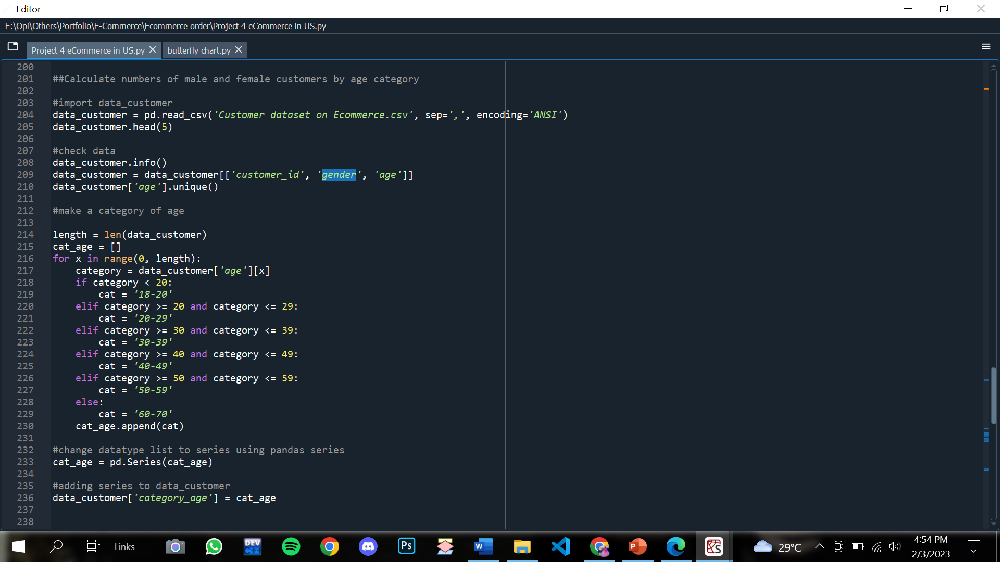 Editor
E:\Opi\Others\Portfolio\E-Commerce\Ecommerce order\Project 4 eCommerce in US.py
Project 4 eCommerce in US.py
butterfly chart.py
200
201 ##Calculate numbers of male and female customers by age category
202
203 #import data_customer
204 data_customer = pd.read_csv('Customer dataset on Ecommerce.csv', sep=',', encoding='ANSI')
205 data_customer.head(5)
206
207 #check data
208 data_customer.info()
209 data_customer = data_customer[['customer_id', 'gender', 'age']]
210 data_customer['age'].unique()
211
212 #make a category of age
213
214 length = len(data_customer)
215 cat_age = []
216 for x in range(0, length):
217     category = data_customer['age'][x]
218     if category < 20:
219         cat = '18-20'
220     elif category >= 20 and category <= 29:
221         cat = '20-29'
222     elif category >= 30 and category <= 39:
223         cat = '30-39'
224     elif category >= 40 and category <= 49:
225         cat = '40-49'
226     elif category >= 50 and category <= 59:
227         cat = '50-59'
228     else:
229         cat = '60-70'
230     cat_age.append(cat)
231
232 #change datatype list to series using pandas series
233 cat_age = pd.Series(cat_age)
234
235 #adding series to data_customer
236 data_customer['category_age'] = cat_age
237
238
Links
DEV C++
Ps
W
P
29°C
4:54 PM
2/3/2023